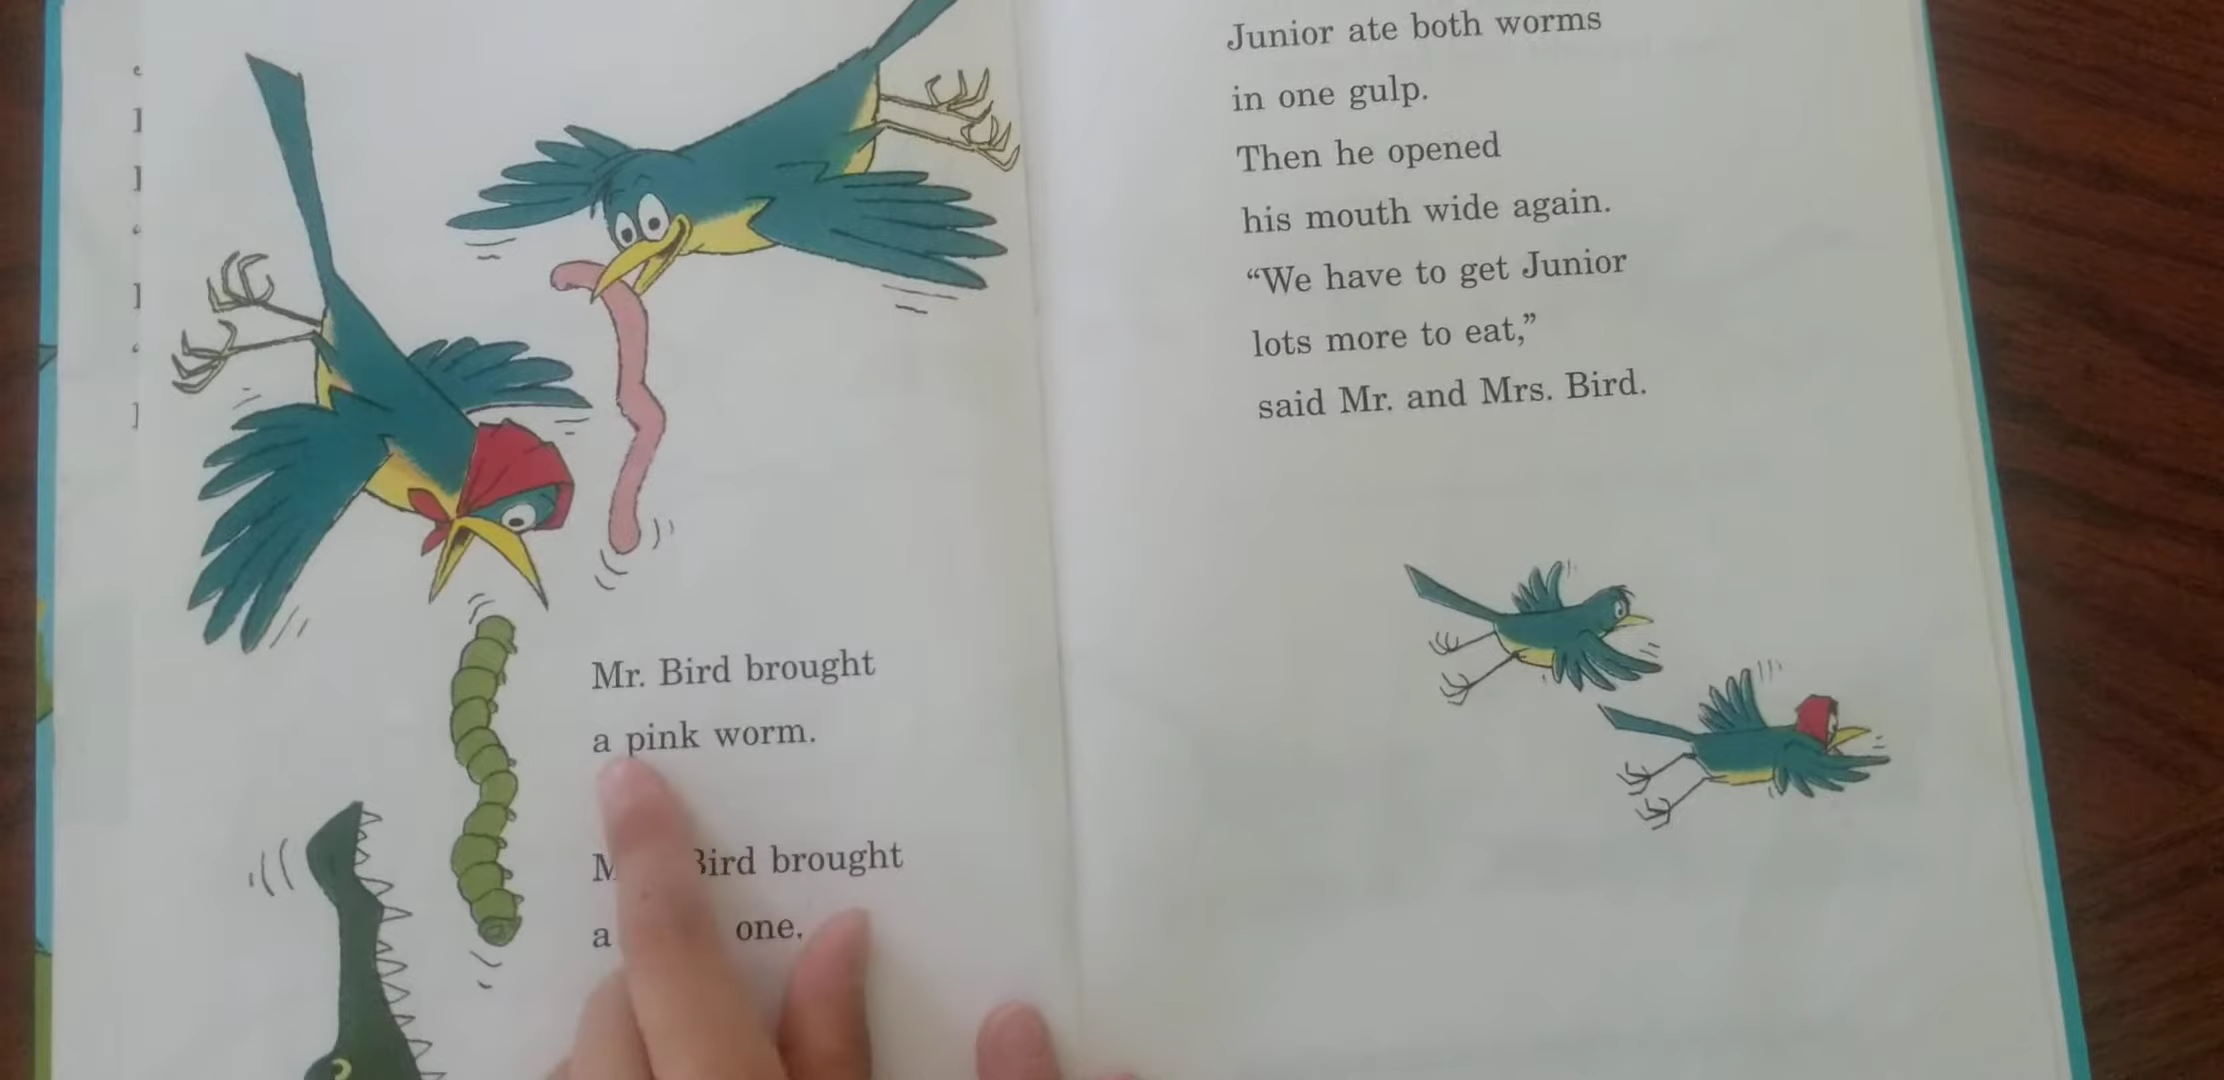 Mr. Bird brought
a pink worm.
Bird brought
a one.
Junior ate both worms
in one gulp.
Then he opened
his mouth wide again.
“We have to get Junior
lots more to eat,”
said Mr. and Mrs. Bird.